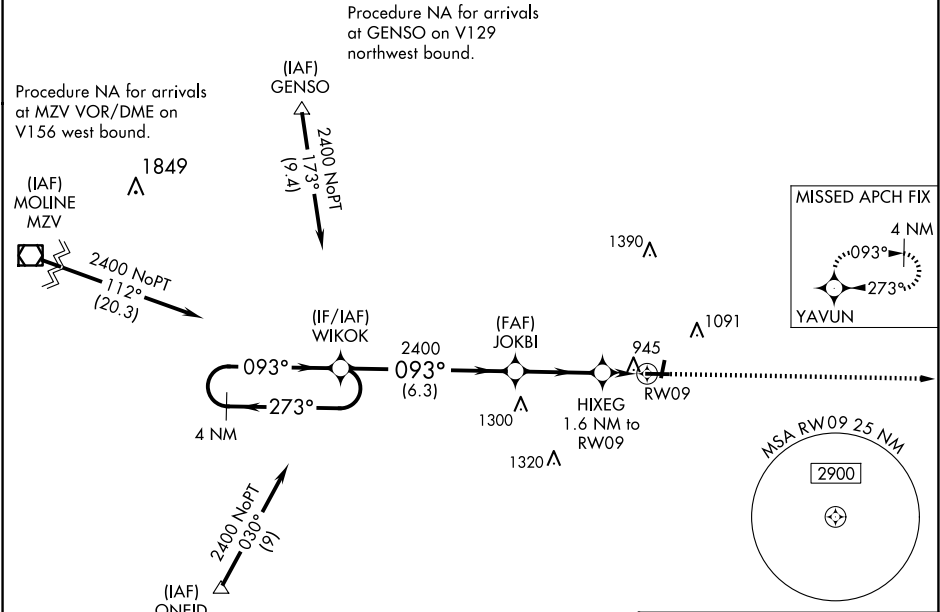 Procedure NA for arrivals
at GENSO on V129
northwest bound.
(IAF)
GENSO
Procedure NA for arrivals
at MZV VOR/DME on
V156 west bound.
1849
2400 NoPT
173°
(9.4)
(IAF)
MOLINE
MZV
MISSED APCH FIX
4 NM
093°
273°
YAVUN
1390
2400 NoPT
112°
(20.3)
(IF/IAF)
WIKOK
(FAF)
JOKBI
1091
945
2400
093°
(6.3)
093°
273°
4 NM
RW09
HIXEG
1.6 NM to
RW09
1300
1320
MSA RW09 25 NM
2900
2400 NoPT
030°
(9)
(IAF)